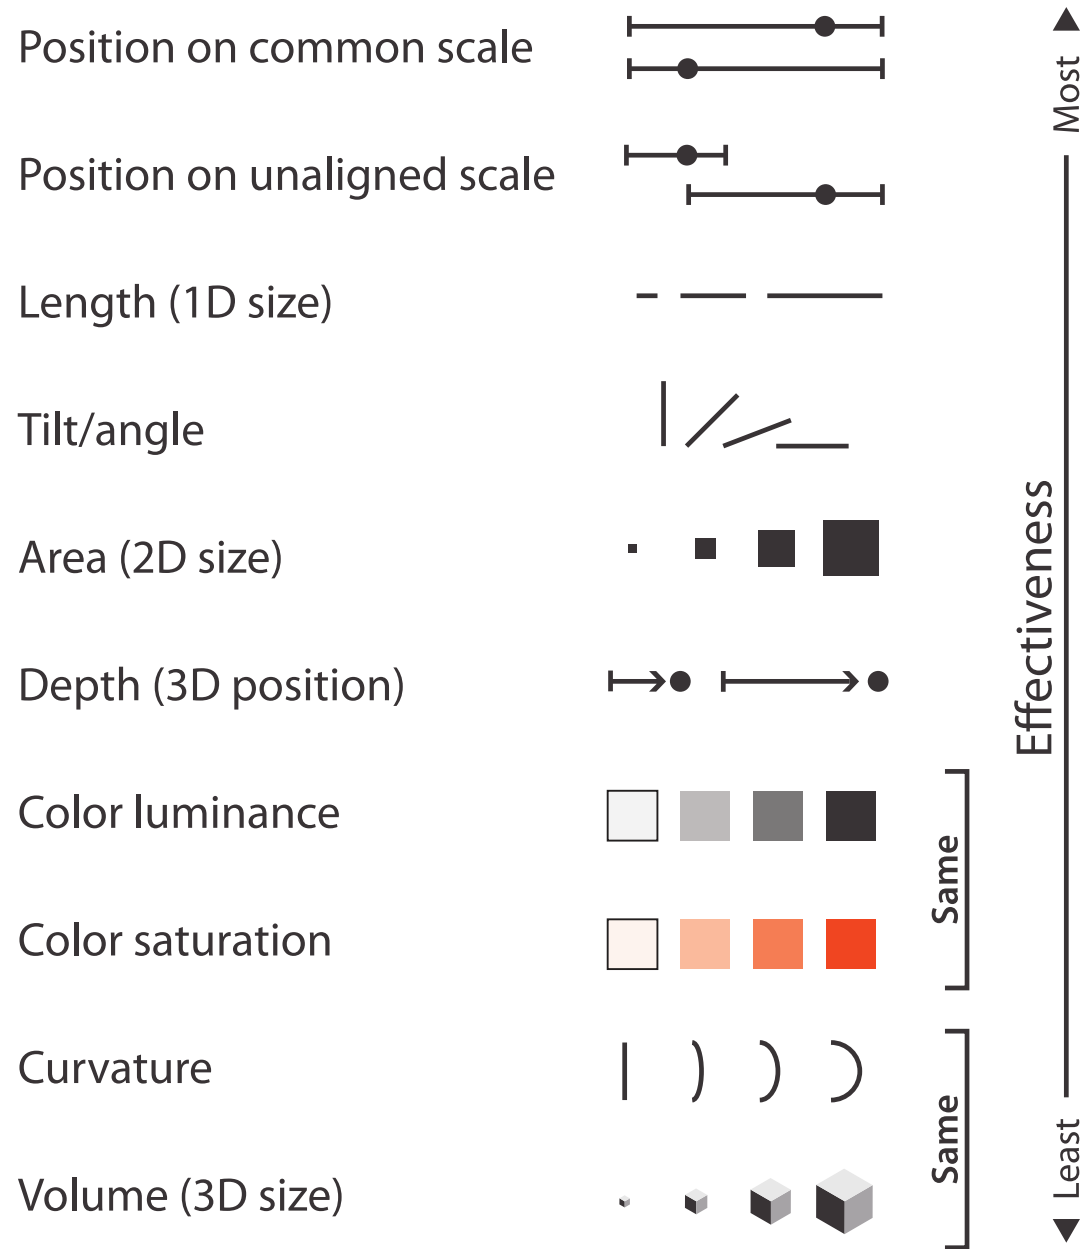 Position on common scale
Position on unaligned scale
Length (1D size)
Tilt/angle
Area (2D size)
Depth (3D position)
Color luminance
Color saturation
Curvature
Volume (3D size)
Same
Same
Most
Effectiveness
Least